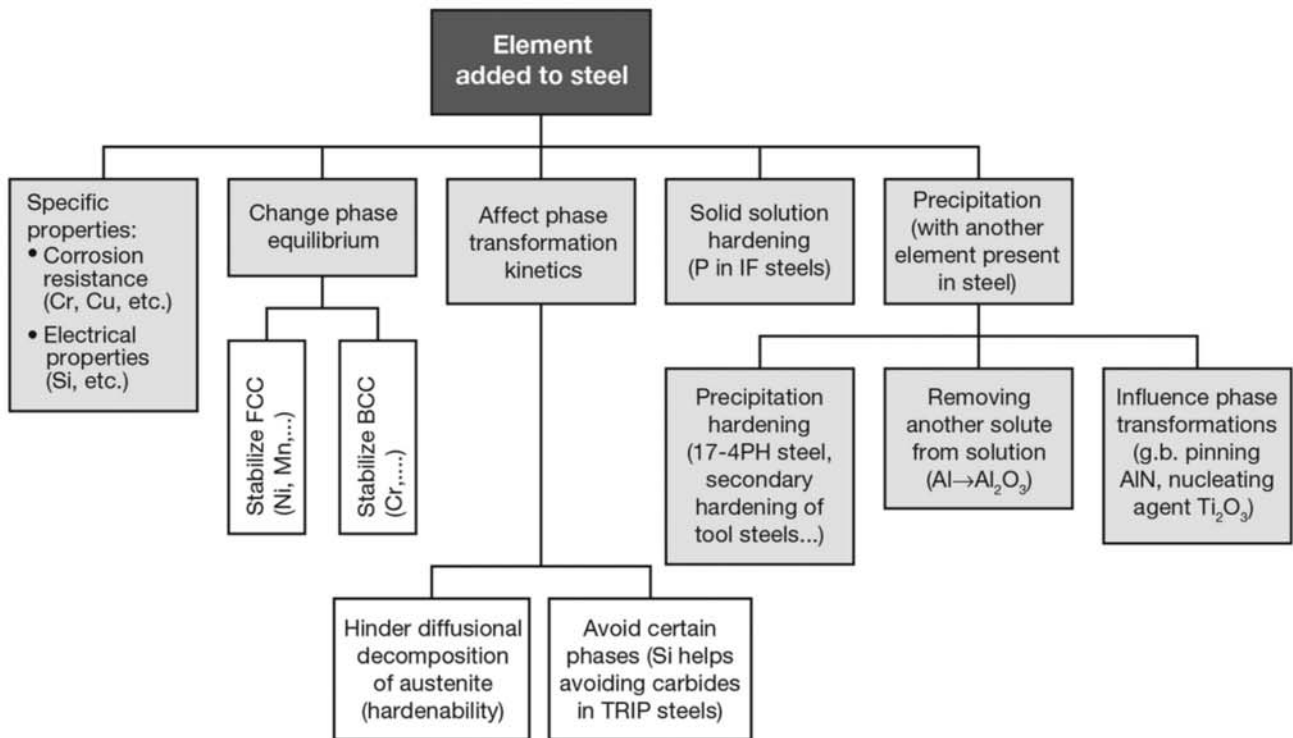 Element
added to steel
Specific
properties:
• Corrosion
resistance
(Cr, Cu, etc.)
• Electrical
properties
(Si, etc.)
Change phase
equilibrium
Affect phase
transformation
kinetics
Solid solution
hardening
(P in IF steels)
Precipitation
(with another
element present
in steel)
Stabilize FCC
(Ni, Mn,...)
Stabilize BCC
(Cr,....)
Precipitation
hardening
(17-4PH steel,
secondary
hardening of
tool steels...)
Removing
another solute
from solution
(Al→Al₂O₃)
Influence phase
transformations
(g.b. pinning
AlN, nucleating
agent Ti₂O₃)
Hinder diffusional
decomposition
of austenite
(hardenability)
Avoid certain
phases (Si helps
avoiding carbides
in TRIP steels)